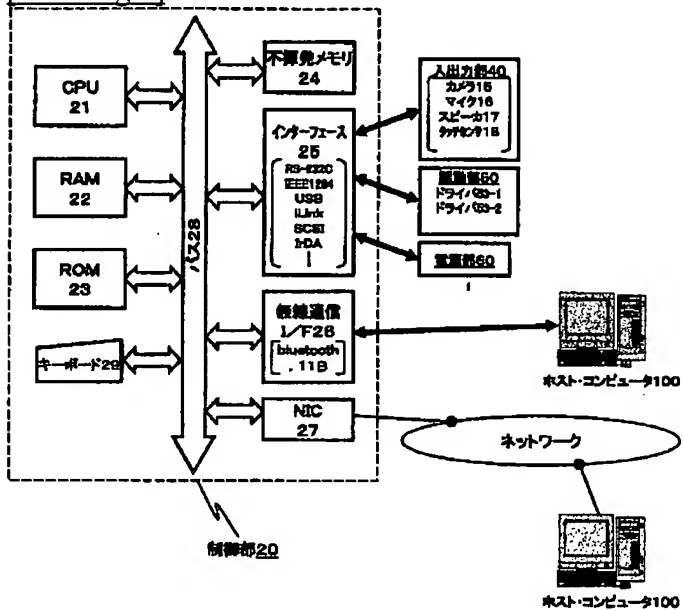 CPU
21
RAM
22
ROM
23
キーボード29
バス28
不揮発メモリ
24
インターフェース
25
RS-232C
IEEE1284
USB
iLink
SCSI
IrDA
無線通信
I/F26
bluetooth
.11B
NIC
27
入出力部40
カメラ15
マイク16
スピーカ17
タッチセンサ18
駆動部50
ドライバ53-1
ドライバ53-2
電源部60
ホスト・コンピュータ100
ネットワーク
制御部20
ホスト・コンピュータ100